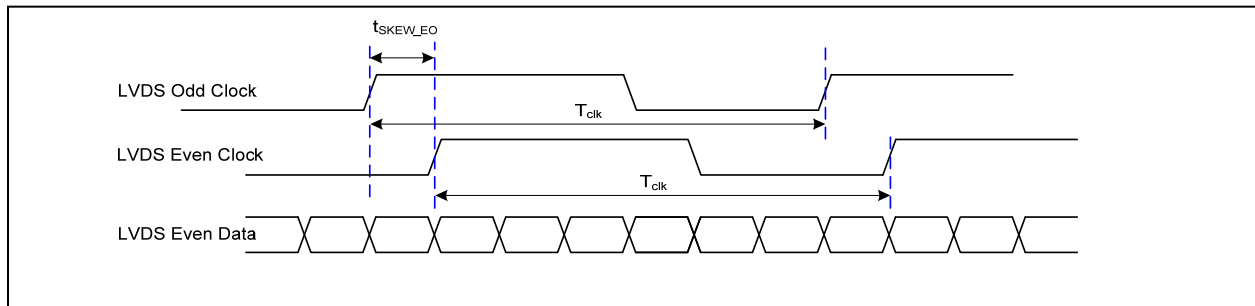 tSKEW_EO
LVDS Odd Clock
Tclk
LVDS Even Clock
Tclk
LVDS Even Data